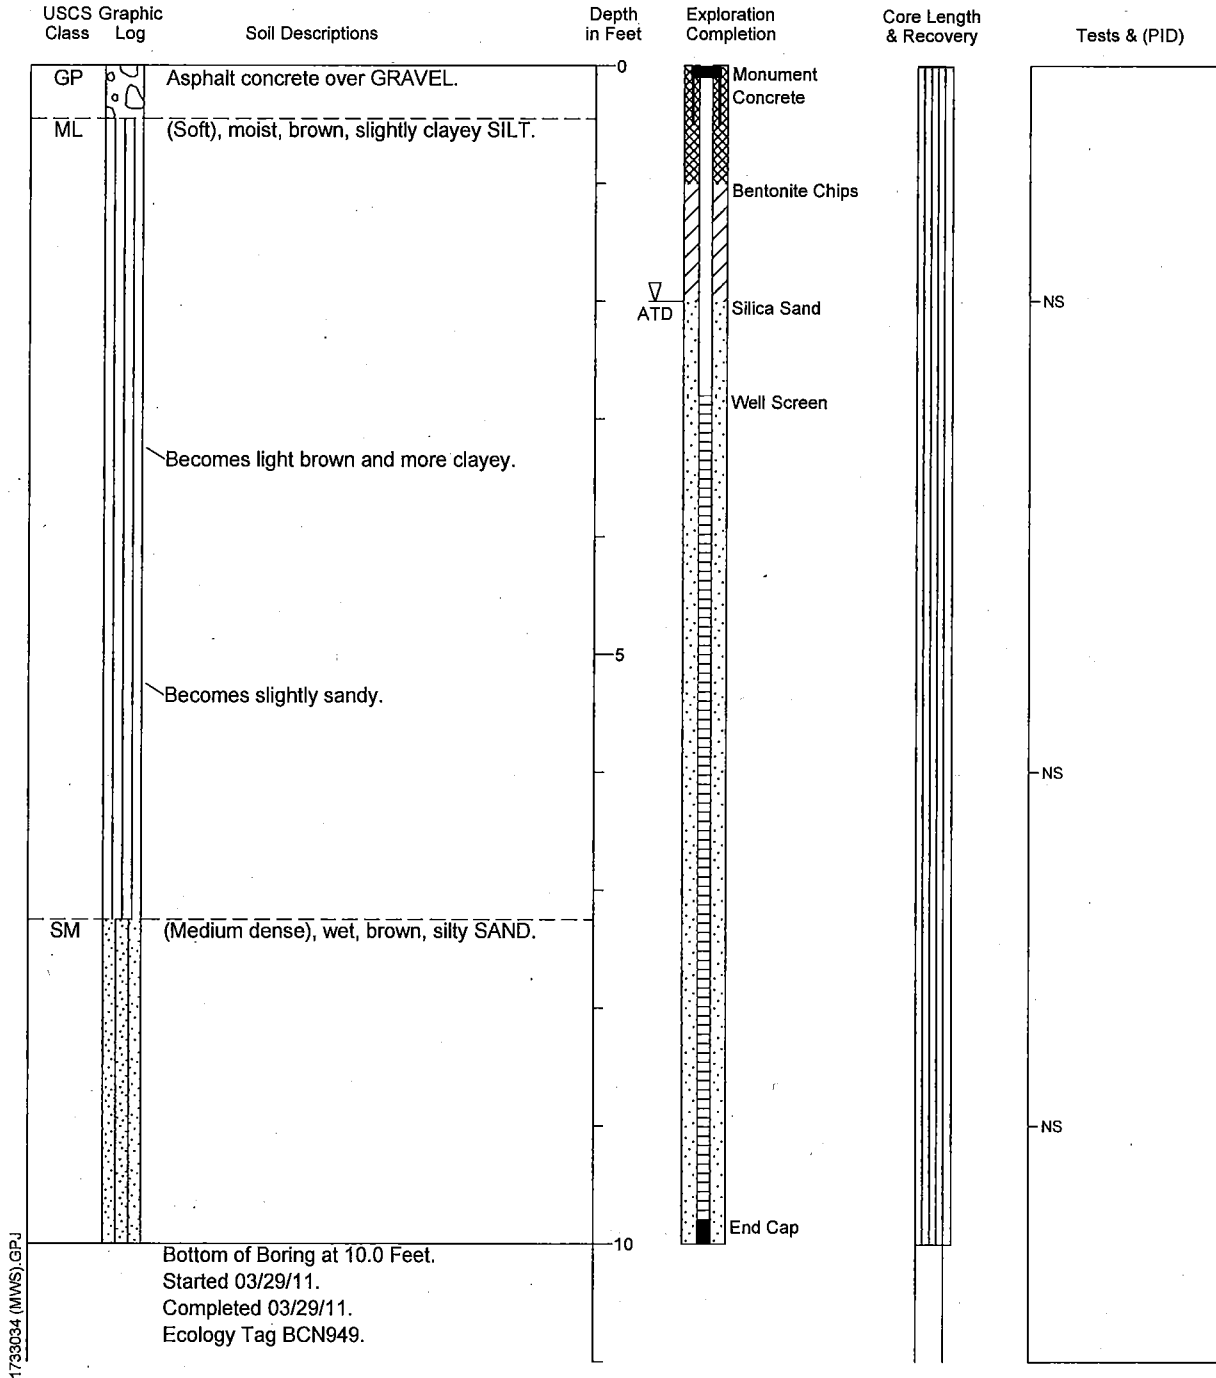 USCS Graphic
Class Log
Soil Descriptions
Depth
in Feet
Exploration
Completion
Core Length
& Recovery
Tests & (PID)
GP
Asphalt concrete over GRAVEL.
0
Monument
Concrete
ML
(Soft), moist, brown, slightly clayey SILT.
Bentonite Chips
ATD
Silica Sand
NS
Well Screen
Becomes light brown and more clayey.
5
Becomes slightly sandy.
NS
SM
(Medium dense), wet, brown, silty SAND.
NS
End Cap
10
Bottom of Boring at 10.0 Feet.
Started 03/29/11.
Completed 03/29/11.
Ecology Tag BCN949.
1733034 (MWS).GPJ